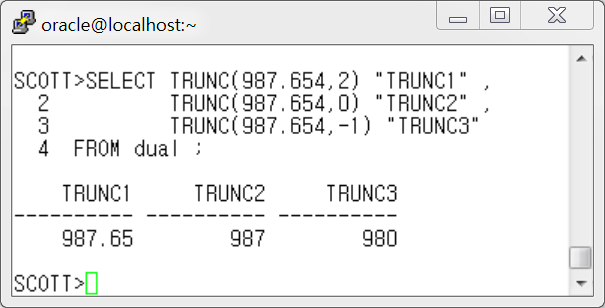 oracle@localhost:~
SCOTT>SELECT TRUNC(987.654,2) "TRUNC1" ,
  2          TRUNC(987.654,0) "TRUNC2" ,
  3          TRUNC(987.654,-1) "TRUNC3"
  4  FROM dual ;
    TRUNC1     TRUNC2     TRUNC3
---------- ---------- ----------
    987.65        987        980
SCOTT>